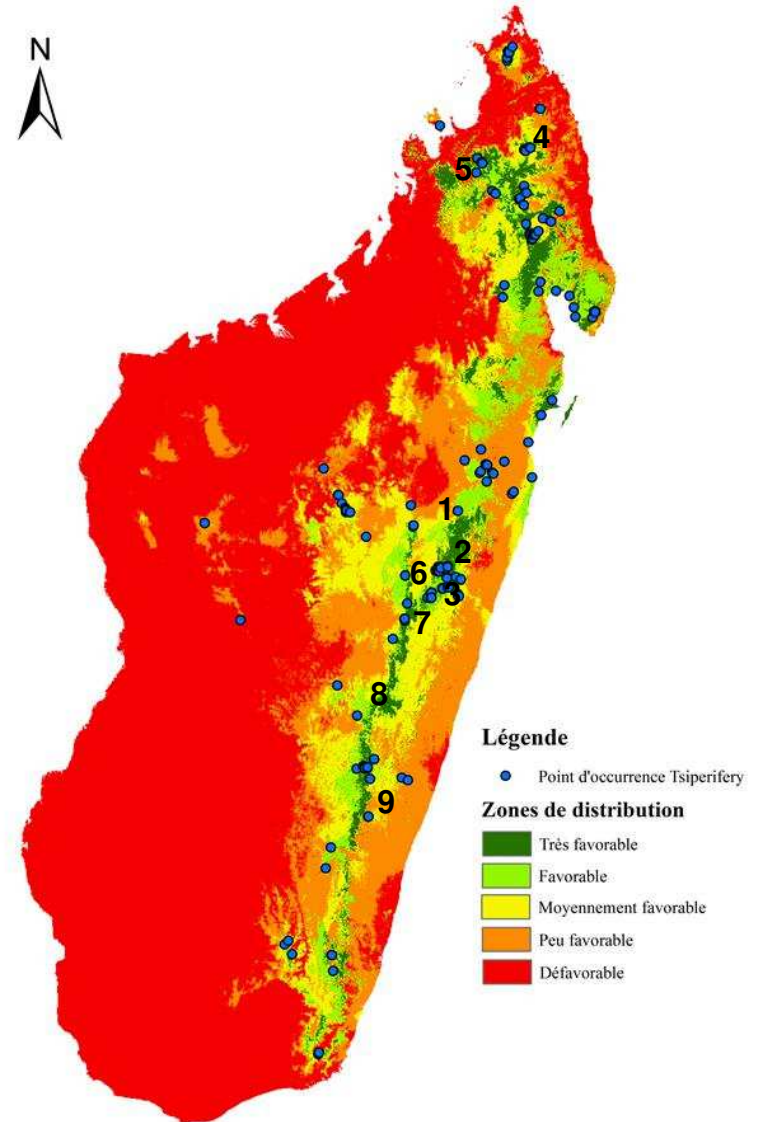 N
4
5
1
2
6
3
7
8
9
Légende
Point d'occurrence Tsiperifery
Zones de distribution
Très favorable
Favorable
Moyennement favorable
Peu favorable
Défavorable